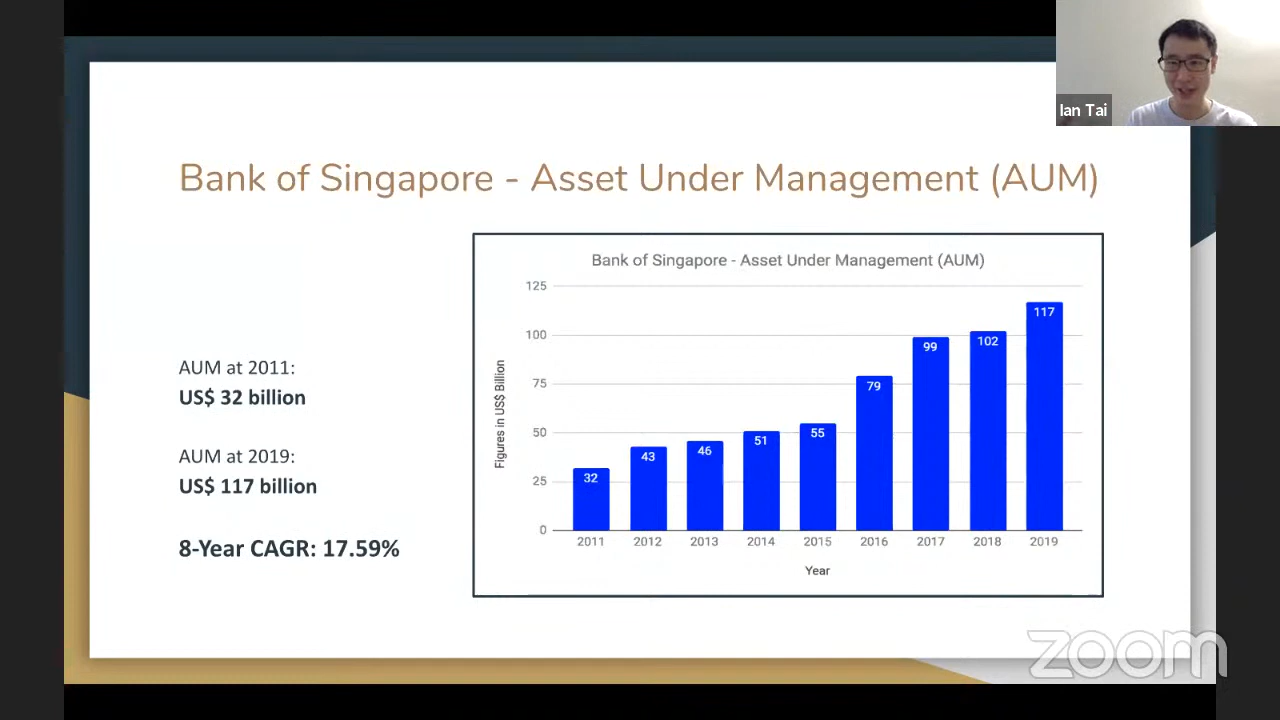 Ian Tai
Bank of Singapore - Asset Under Management (AUM)
AUM at 2011:
US$ 32 billion
AUM at 2019:
US$ 117 billion
8-Year CAGR: 17.59%
Bank of Singapore - Asset Under Management (AUM)
Figures in US$ Billion
125
100
75
50
25
0
32
43
46
51
55
79
99
102
117
2011 2012 2013 2014 2015 2016 2017 2018 2019
Year
zoom